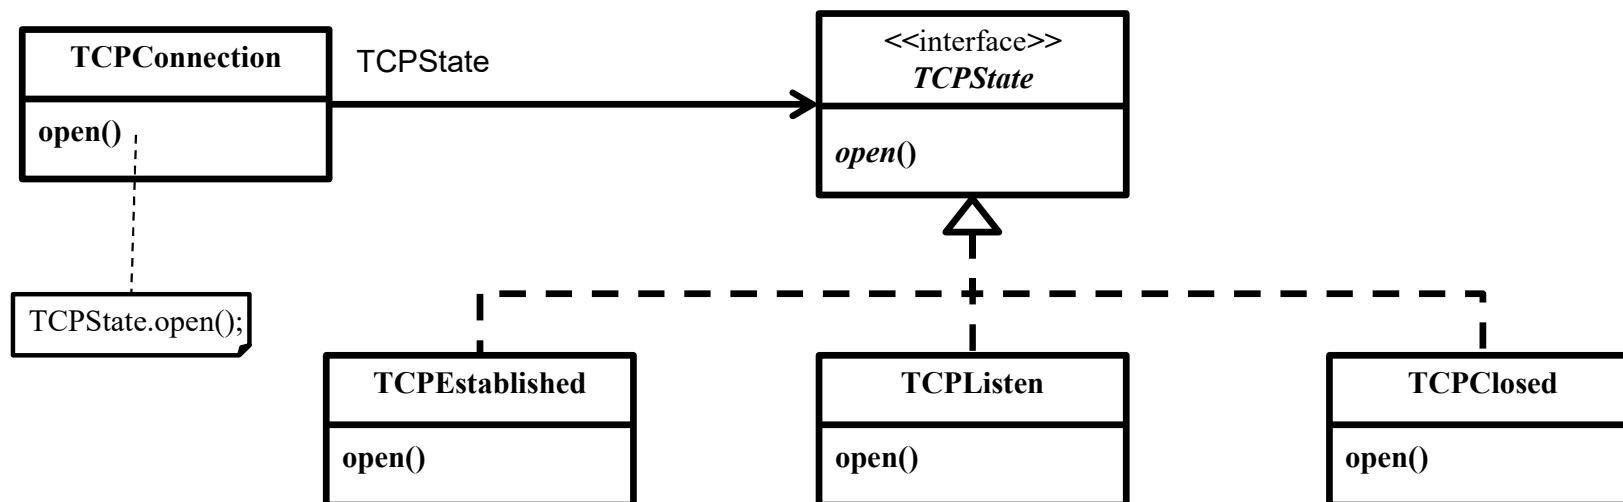 TCPConnection
open()
TCPState
<<interface>>
TCPState
open()
TCPState.open();
TCPEstablished
open()
TCPListen
open()
TCPClosed
open()